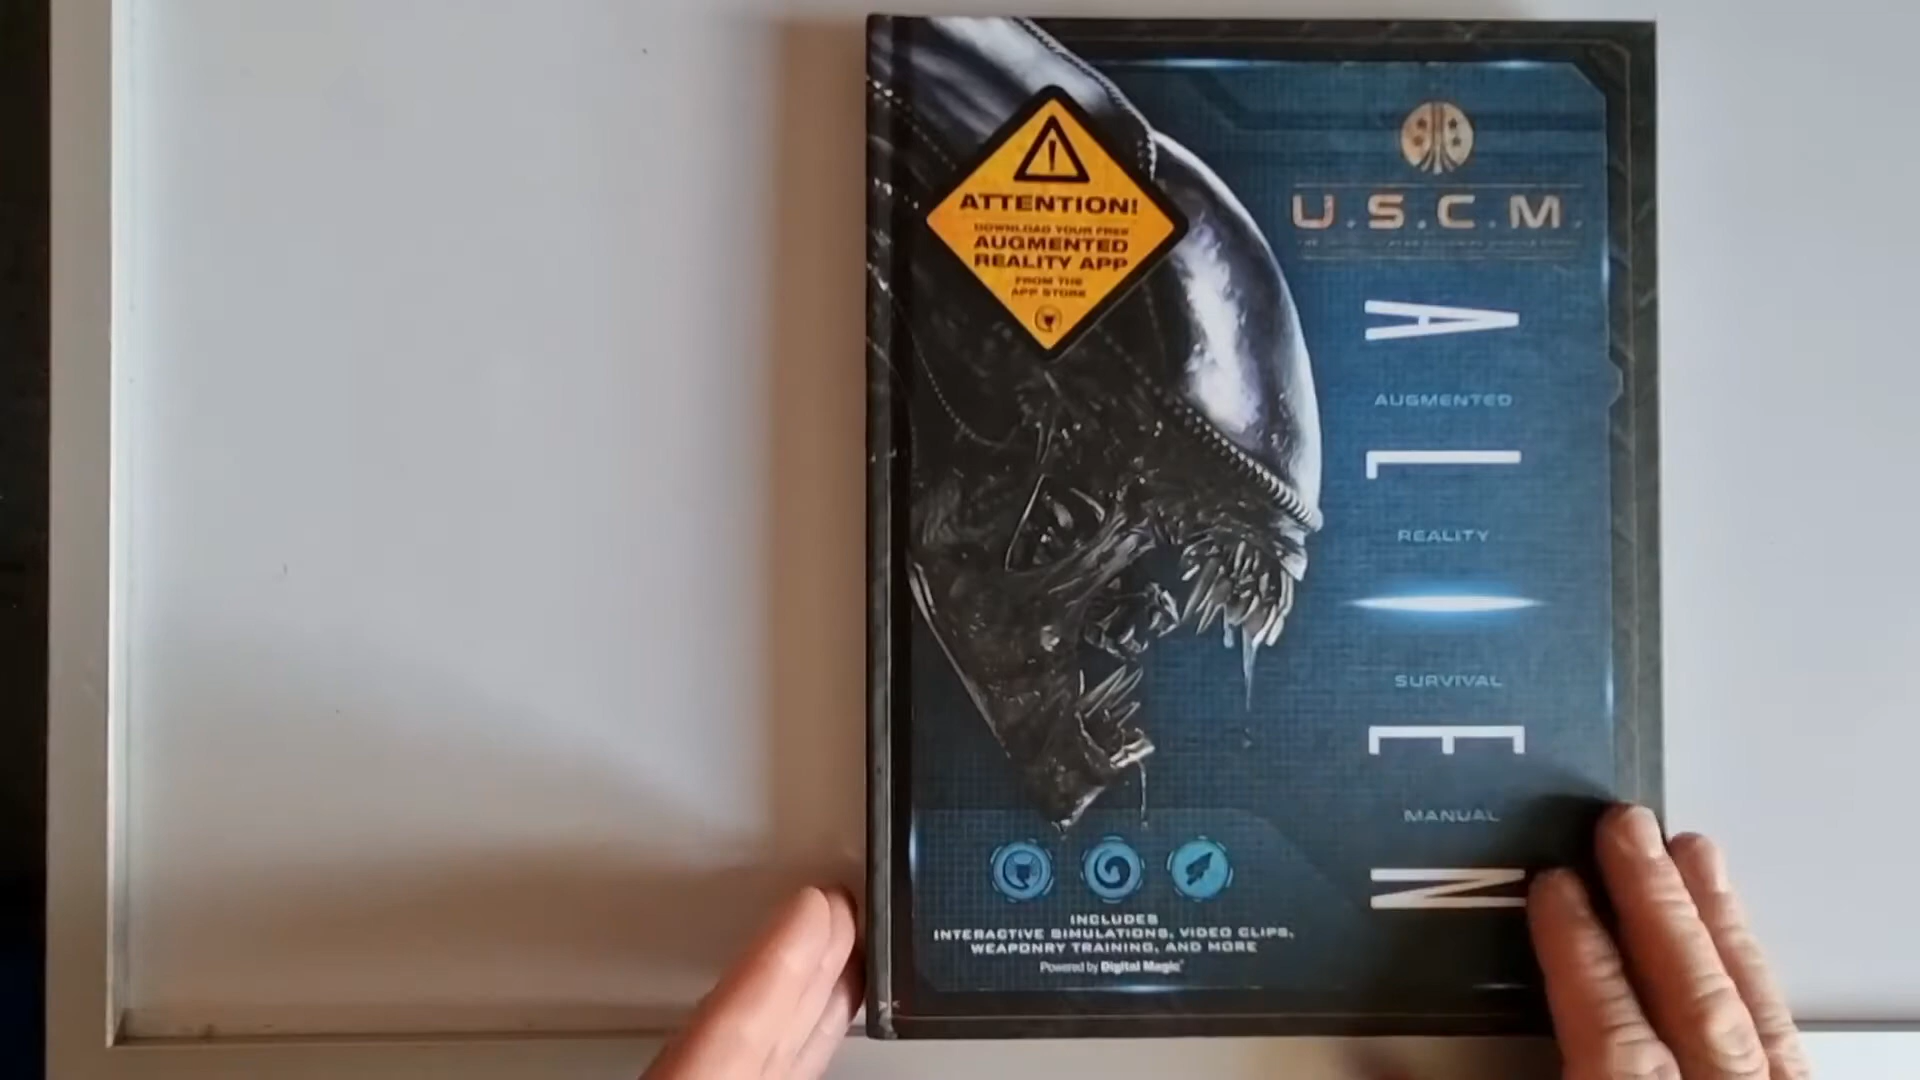 ATTENTION!
DOWNLOAD YOUR FREE
AUGMENTED
REALITY APP
FROM THE
APP STORE
U.S.C.M.
A
AUGMENTED
L
REALITY
I
SURVIVAL
E
MANUAL
N
INCLUDES
INTERACTIVE SIMULATIONS, VIDEO CLIPS,
WEAPONRY TRAINING, AND MORE
Powered by Digital Magic